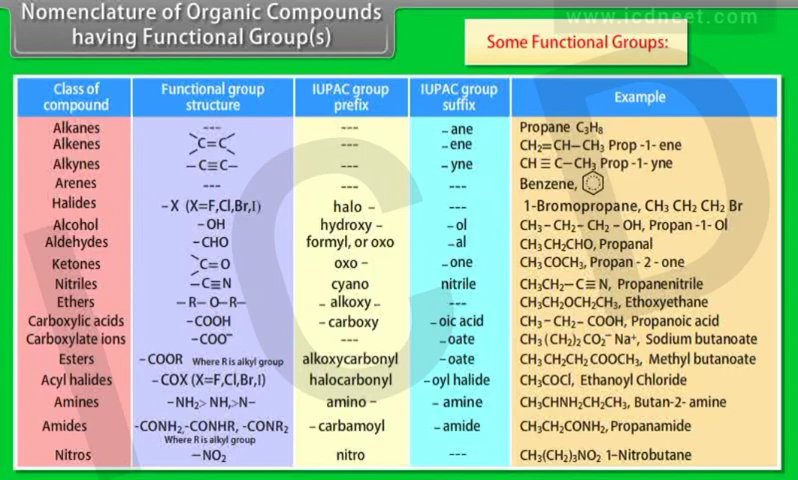 Nomenclature of Organic Compounds
having Functional Group(s)
www.icdneet.com
Some Functional Groups:
Class of compound Functional group structure IUPAC group prefix IUPAC group suffix Example
Alkanes --- --- – ane Propane C₃H₈
Alkenes >C=C< --- – ene CH₂=CH–CH₃ Prop -1- ene
Alkynes –C≡C– --- – yne CH ≡ C–CH₃ Prop -1- yne
Arenes --- --- --- Benzene,
Halides –X (X=F,Cl,Br,I) halo – --- 1-Bromopropane, CH₃ CH₂ CH₂ Br
Alcohol –OH hydroxy – – ol CH₃–CH₂–CH₂–OH, Propan -1- Ol
Aldehydes –CHO formyl, or oxo – al CH₃CH₂CHO, Propanal
Ketones >C=O oxo – – one CH₃COCH₃, Propan - 2 - one
Nitriles –C≡N cyano nitrile CH₃CH₂–C≡N, Propanenitrile
Ethers –R–O–R– – alkoxy – --- CH₃CH₂OCH₂CH₃, Ethoxyethane
Carboxylic acids –COOH – carboxy – oic acid CH₃–CH₂–COOH, Propanoic acid
Carboxylate ions –COO⁻ --- – oate CH₃(CH₂)₂CO₂⁻ Na⁺, Sodium butanoate
Esters –COOR Where R is alkyl group alkoxycarbonyl – oate CH₃CH₂CH₂COOCH₃, Methyl butanoate
Acyl halides –COX (X=F,Cl,Br,I) halocarbonyl – oyl halide CH₃COCl, Ethanoyl Chloride
Amines –NH₂> NH,>N– amino – – amine CH₃CHNH₂CH₂CH₃, Butan-2- amine
Amides -CONH₂,-CONHR, -CONR₂ – carbamoyl – amide CH₃CH₂CONH₂, Propanamide
Where R is alkyl group
Nitros –NO₂ nitro --- CH₃(CH₂)₃NO₂ 1-Nitrobutane
ICD